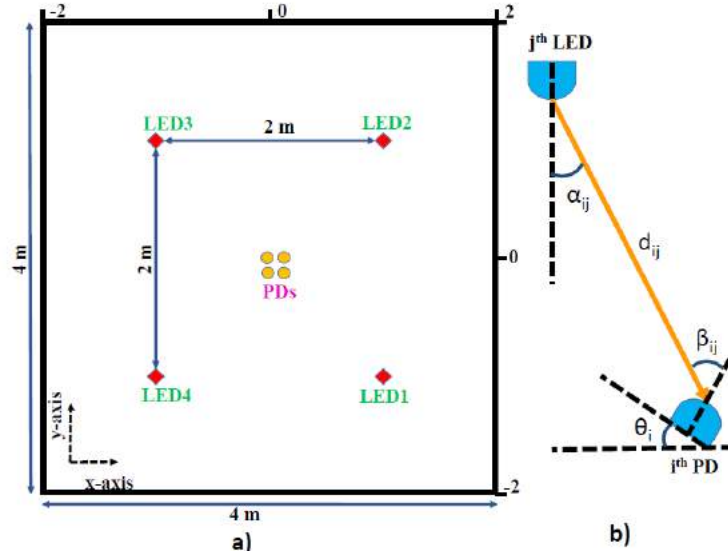 -2 0 2
2
jᵗʰ LED
LED3 2 m LED2
αᵢⱼ
4 m
2 m
0
dᵢⱼ
PDs
βᵢⱼ
LED4 LED1
θᵢ
y-axis
iᵗʰ PD
x-axis
-2
4 m
a)
b)